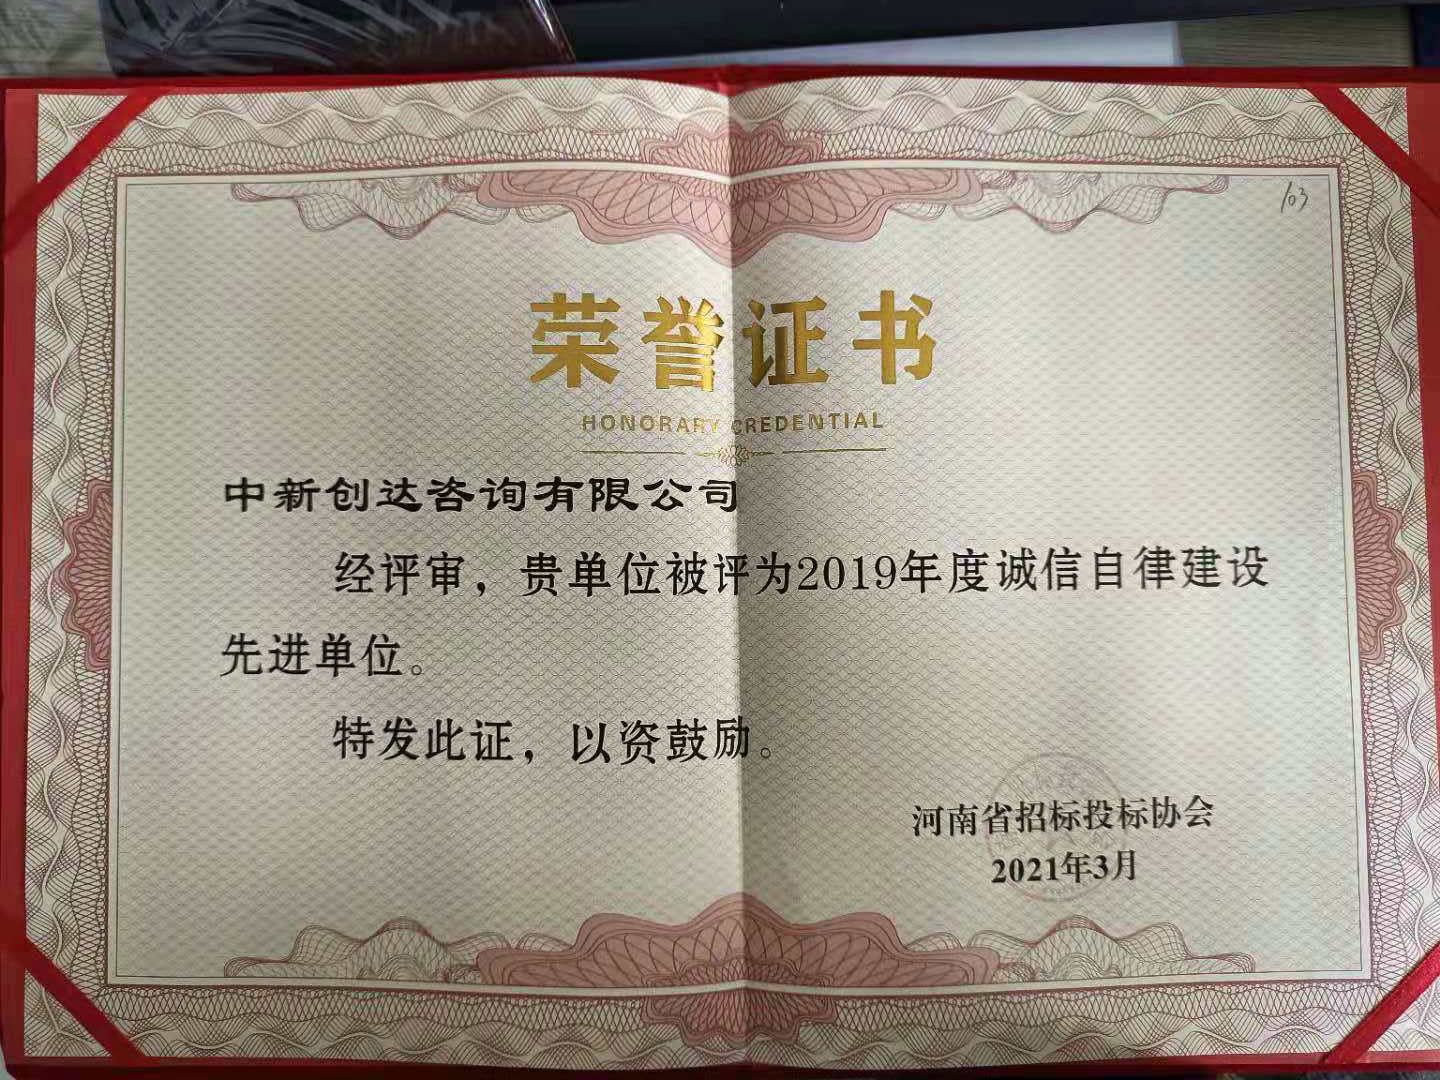 103
荣誉证书
HONORARY CREDENTIAL
中新创达咨询有限公司
经评审，贵单位被评为2019年度诚信自律建设
先进单位。
特发此证，以资鼓励。
河南省招标投标协会
2021年3月